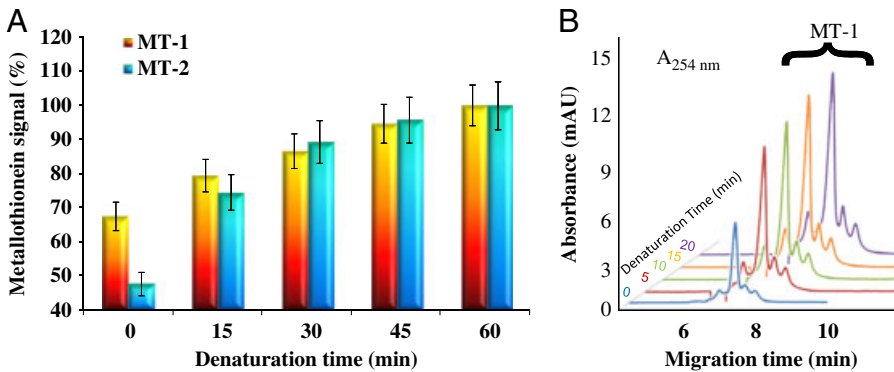 A
Metallothionein signal (%)
120
110
100
90
80
70
60
50
40
MT-1
MT-2
0 15 30 45 60
Denaturation time (min)
B
Absorbance (mAU)
15
12
9
6
3
0
A254 nm
MT-1
Denaturation Time (min)
0 5 10 15 20
6 8 10
Migration time (min)